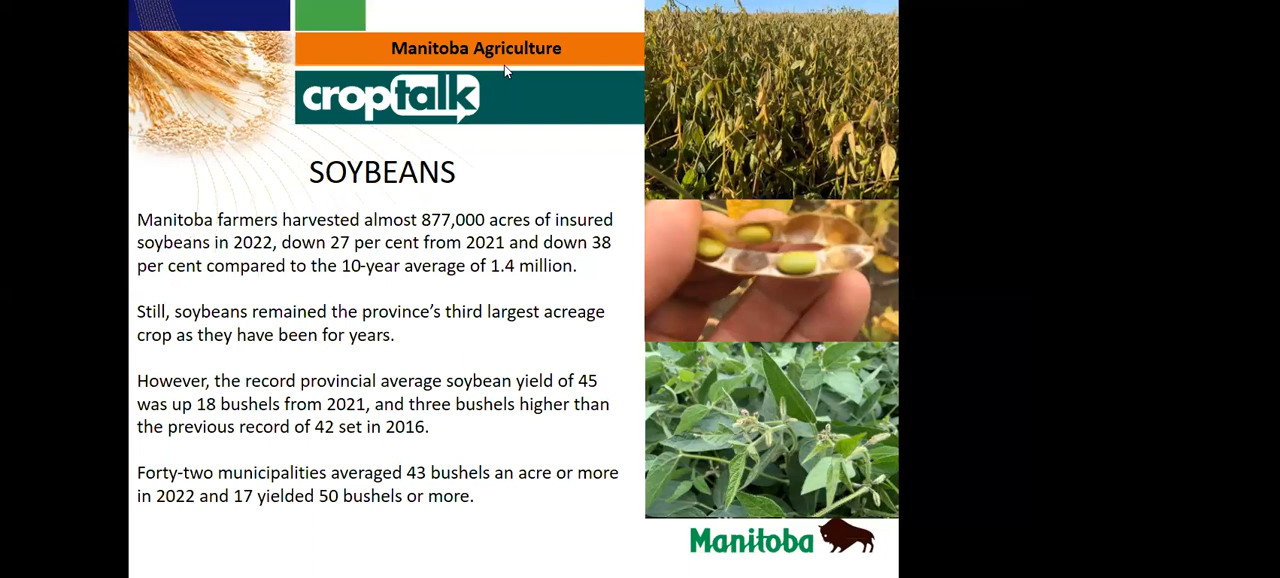 Manitoba Agriculture
croptalk
SOYBEANS
Manitoba farmers harvested almost 877,000 acres of insured
soybeans in 2022, down 27 per cent from 2021 and down 38
per cent compared to the 10-year average of 1.4 million.
Still, soybeans remained the province’s third largest acreage
crop as they have been for years.
However, the record provincial average soybean yield of 45
was up 18 bushels from 2021, and three bushels higher than
the previous record of 42 set in 2016.
Forty-two municipalities averaged 43 bushels an acre or more
in 2022 and 17 yielded 50 bushels or more.
Manitoba